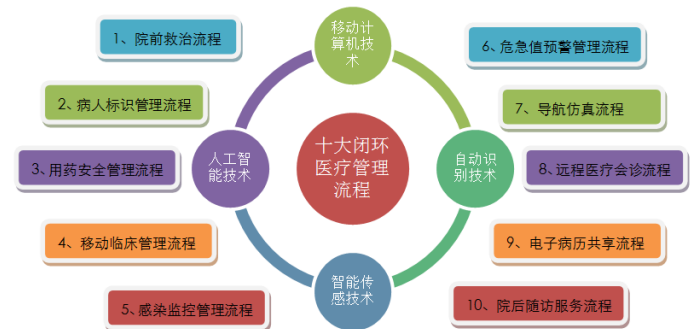 1、院前救治流程
2、病人标识管理流程
3、用药安全管理流程
4、移动临床管理流程
5、感染监控管理流程
移动计
算机技
术
人工智
能技术
十大闭环
医疗管理
流程
自动识
别技术
智能传
感技术
6、危急值预警管理流程
7、导航仿真流程
8、远程医疗会诊流程
9、电子病历共享流程
10、院后随访服务流程